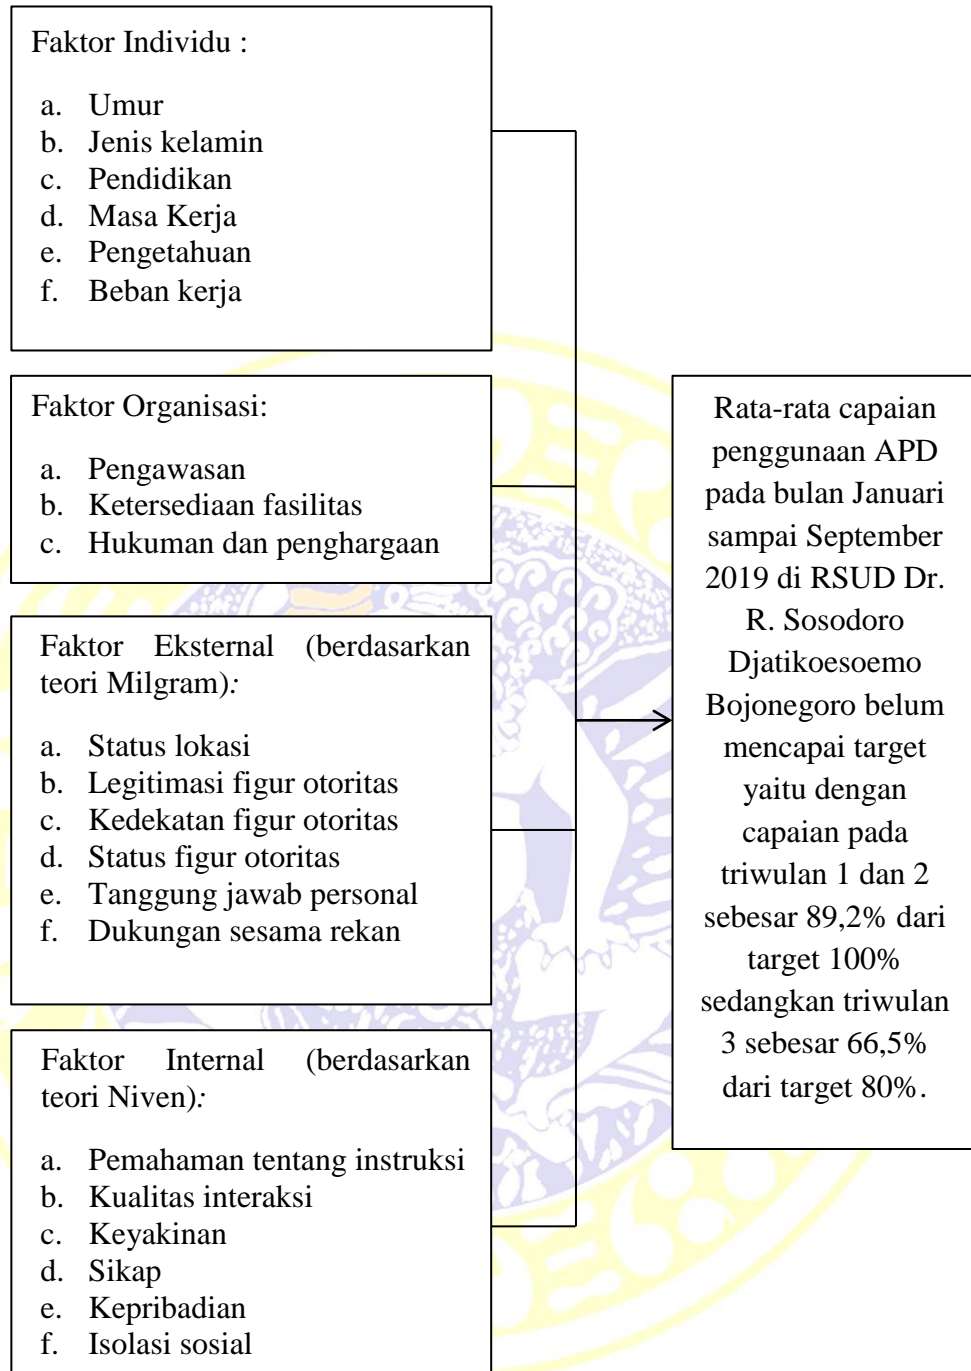 Faktor Individu :
a. Umur
b. Jenis kelamin
c. Pendidikan
d. Masa Kerja
e. Pengetahuan
f. Beban kerja
Faktor Organisasi:
a. Pengawasan
b. Ketersediaan fasilitas
c. Hukuman dan penghargaan
Faktor Eksternal (berdasarkan
teori Milgram):
a. Status lokasi
b. Legitimasi figur otoritas
c. Kedekatan figur otoritas
d. Status figur otoritas
e. Tanggung jawab personal
f. Dukungan sesama rekan
Faktor Internal (berdasarkan
teori Niven):
a. Pemahaman tentang instruksi
b. Kualitas interaksi
c. Keyakinan
d. Sikap
e. Kepribadian
f. Isolasi sosial
Rata-rata capaian
penggunaan APD
pada bulan Januari
sampai September
2019 di RSUD Dr.
R. Sosodoro
Djatikoesoemo
Bojonegoro belum
mencapai target
yaitu dengan
capaian pada
triwulan 1 dan 2
sebesar 89,2% dari
target 100%
sedangkan triwulan
3 sebesar 66,5%
dari target 80%.